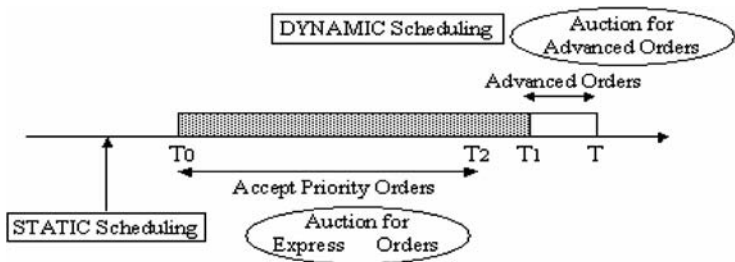 DYNAMIC Scheduling
Auction for
Advanced Orders
Advanced Orders
T0 T2 T1 T
Accept Priority Orders
STATIC Scheduling
Auction for
Express Orders